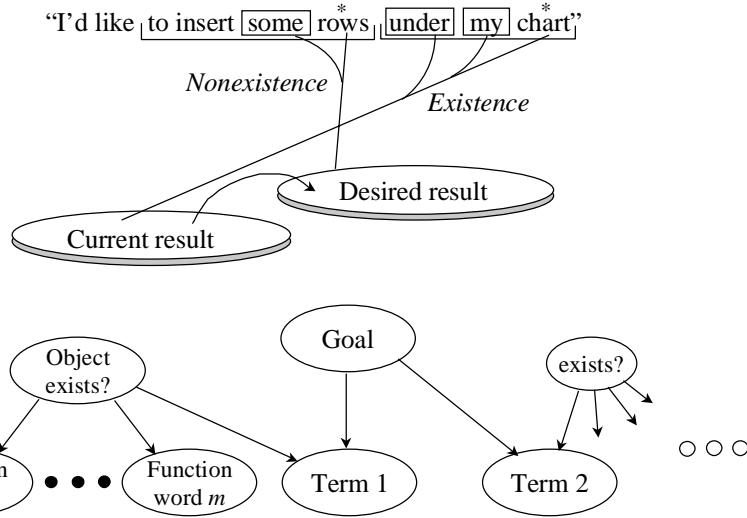 * *
“I’d like to insert some rows under my chart”
Nonexistence
Existence
Desired result
Current result
Goal
Object
exists?
exists?
n
Function
word m
Term 1
Term 2